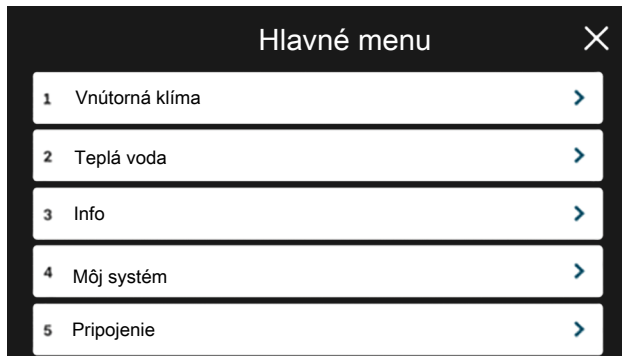 Hlavné menu
1 Vnútorná klíma
2 Teplá voda
3 Info
4 Môj systém
5 Pripojenie